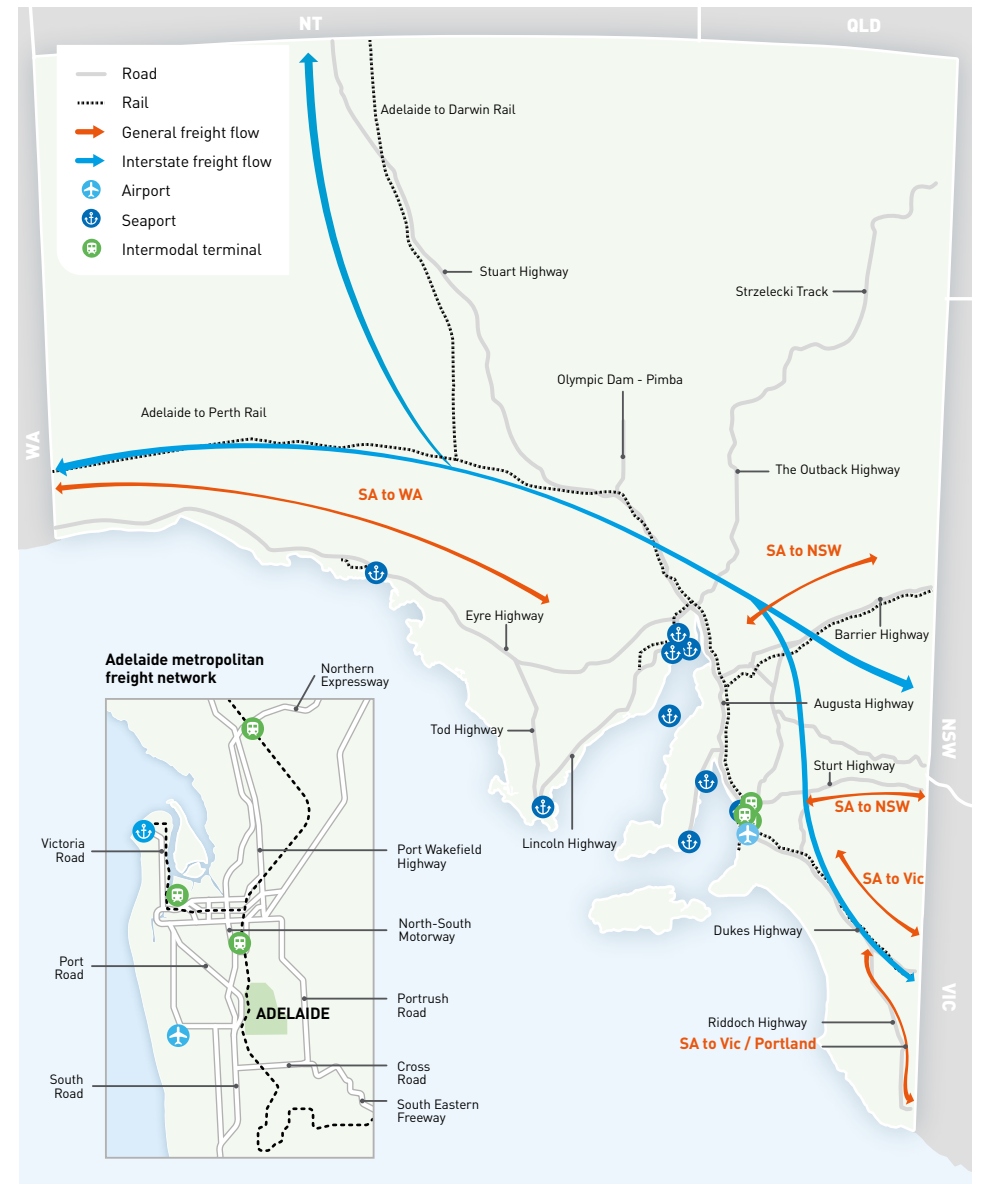 NT
QLD
Road
Rail
General freight flow
Interstate freight flow
Airport
Seaport
Intermodal terminal
Adelaide to Darwin Rail
Stuart Highway
Strzelecki Track
Olympic Dam - Pimba
Adelaide to Perth Rail
WA
The Outback Highway
SA to WA
SA to NSW
Eyre Highway
Barrier Highway
Adelaide metropolitan
freight network
Northern
Expressway
Augusta Highway
Tod Highway
NSW
Sturt Highway
SA to NSW
Lincoln Highway
Victoria
Road
Port Wakefield
Highway
SA to Vic
North-South
Motorway
Dukes Highway
Port
Road
Portrush
Road
VIC
ADELAIDE
Riddoch Highway
SA to Vic / Portland
Cross
Road
South
Road
South Eastern
Freeway